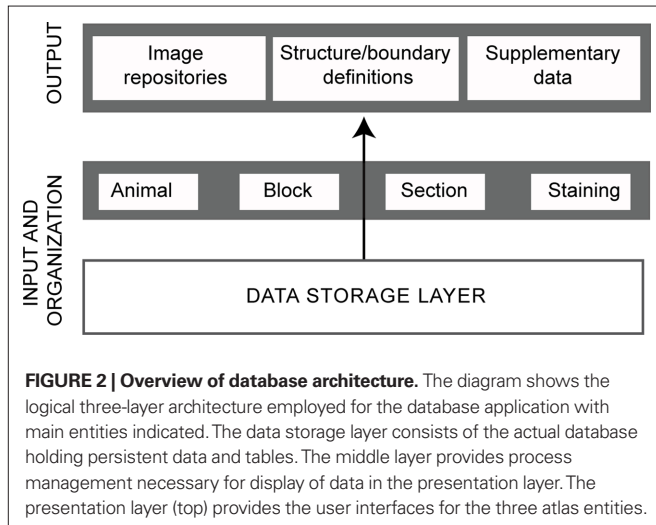 OUTPUT
Image
repositories
Structure/boundary
definitions
Supplementary
data
INPUT AND
ORGANIZATION
Animal
Block
Section
Staining
DATA STORAGE LAYER
FIGURE 2 | Overview of database architecture. The diagram shows the
logical three-layer architecture employed for the database application with
main entities indicated. The data storage layer consists of the actual database
holding persistent data and tables. The middle layer provides process
management necessary for display of data in the presentation layer. The
presentation layer (top) provides the user interfaces for the three atlas entities.